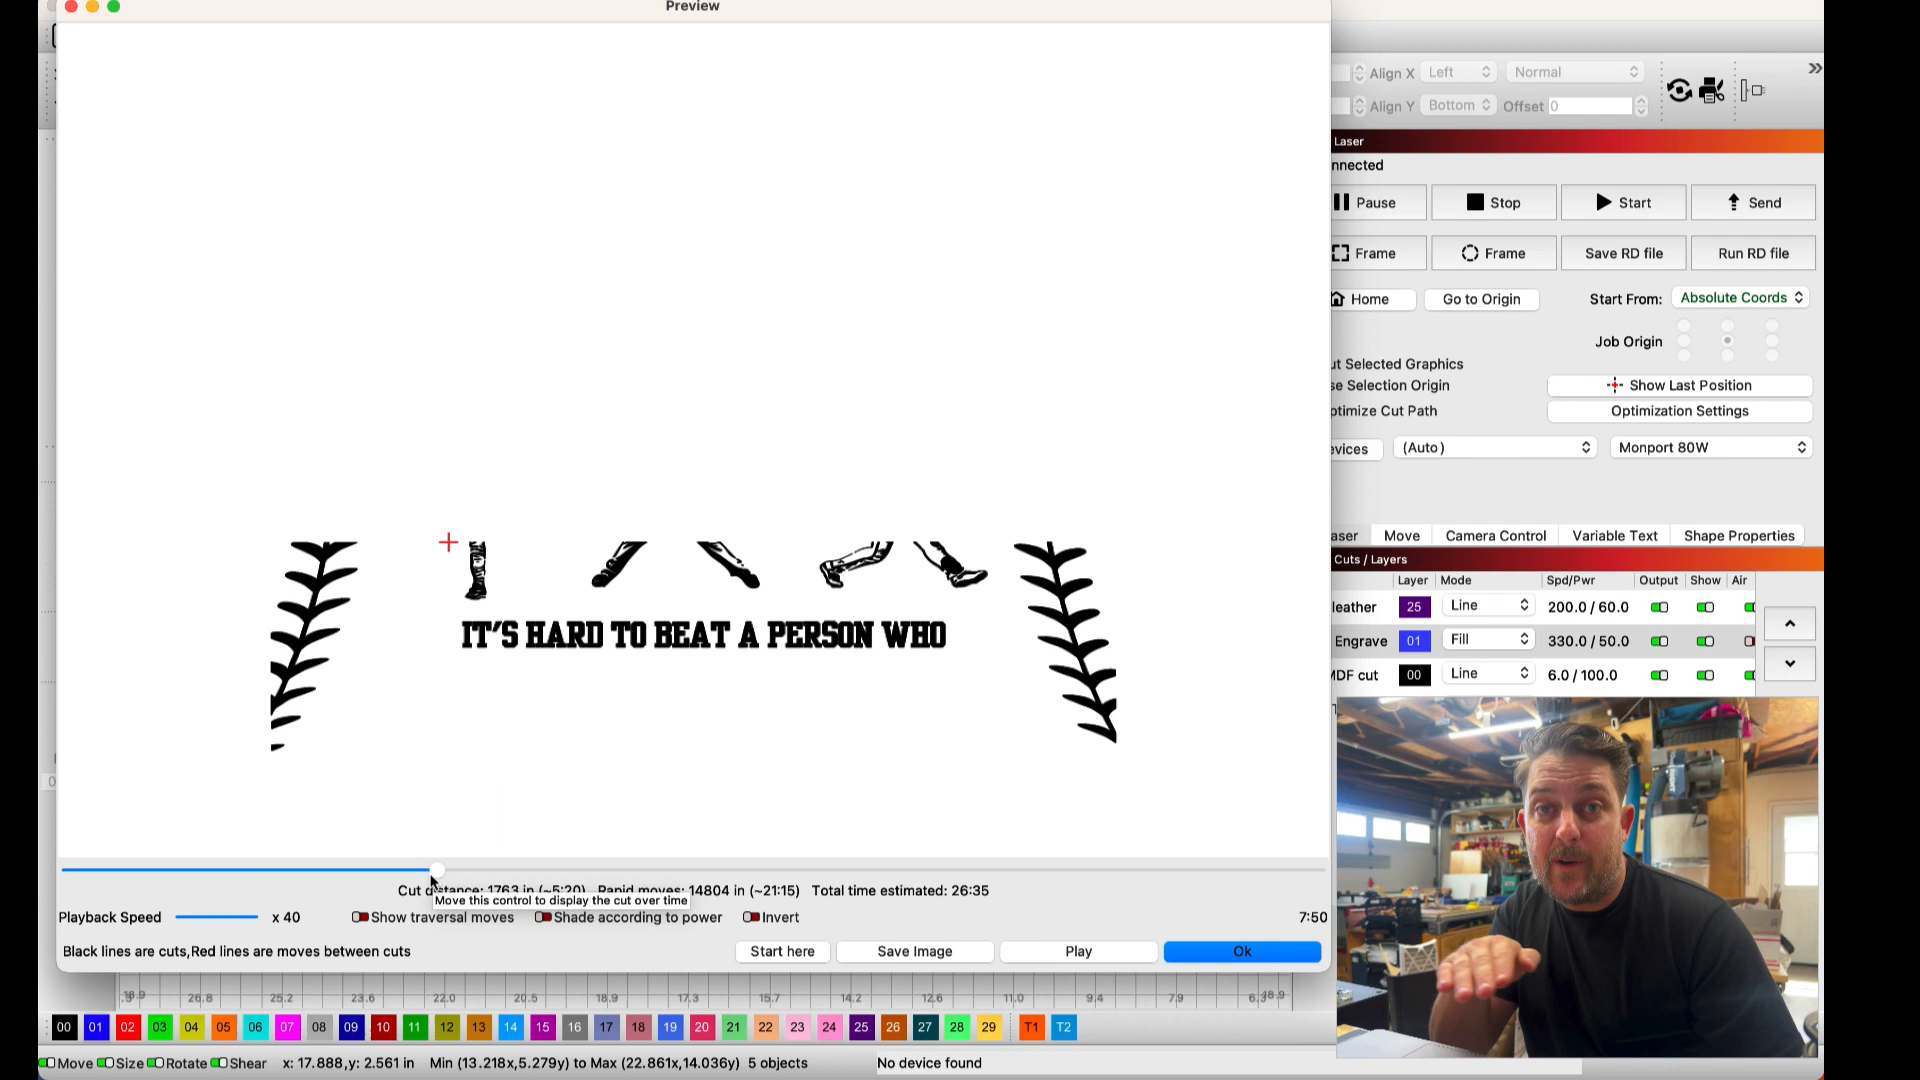 Preview
Align X Left Normal
Align Y Bottom Offset 0
Laser
nnected
Pause Stop Start Send
Frame Frame Save RD file Run RD file
Home Go to Origin Start From: Absolute Coords
Job Origin
ut Selected Graphics
se Selection Origin Show Last Position
ptimize Cut Path Optimization Settings
evices (Auto) Monport 80W
aser Move Camera Control Variable Text Shape Properties
Cuts / Layers
Layer Mode Spd/Pwr Output Show Air
leather 25 Line 200.0 / 60.0
Engrave 01 Fill 330.0 / 50.0
MDF cut 00 Line 6.0 / 100.0
IT'S HARD TO BEAT A PERSON WHO
Cut distance: 1763 in (~5:20) Rapid moves: 14804 in (~21:15) Total time estimated: 26:35
Move this control to display the cut over time
Playback Speed x 40 Show traversal moves Shade according to power Invert 7:50
Black lines are cuts,Red lines are moves between cuts Start here Save Image Play Ok
26.8 25.2 23.6 22.0 20.5 18.9 17.3 15.7 14.2 12.6 11.0 9.4 7.9
00 01 02 03 04 05 06 07 08 09 10 11 12 13 14 15 16 17 18 19 20 21 22 23 24 25 26 27 28 29 T1 T2
Move Size Rotate Shear x: 17.888,y: 2.561 in Min (13.218x,5.279y) to Max (22.861x,14.036y) 5 objects No device found